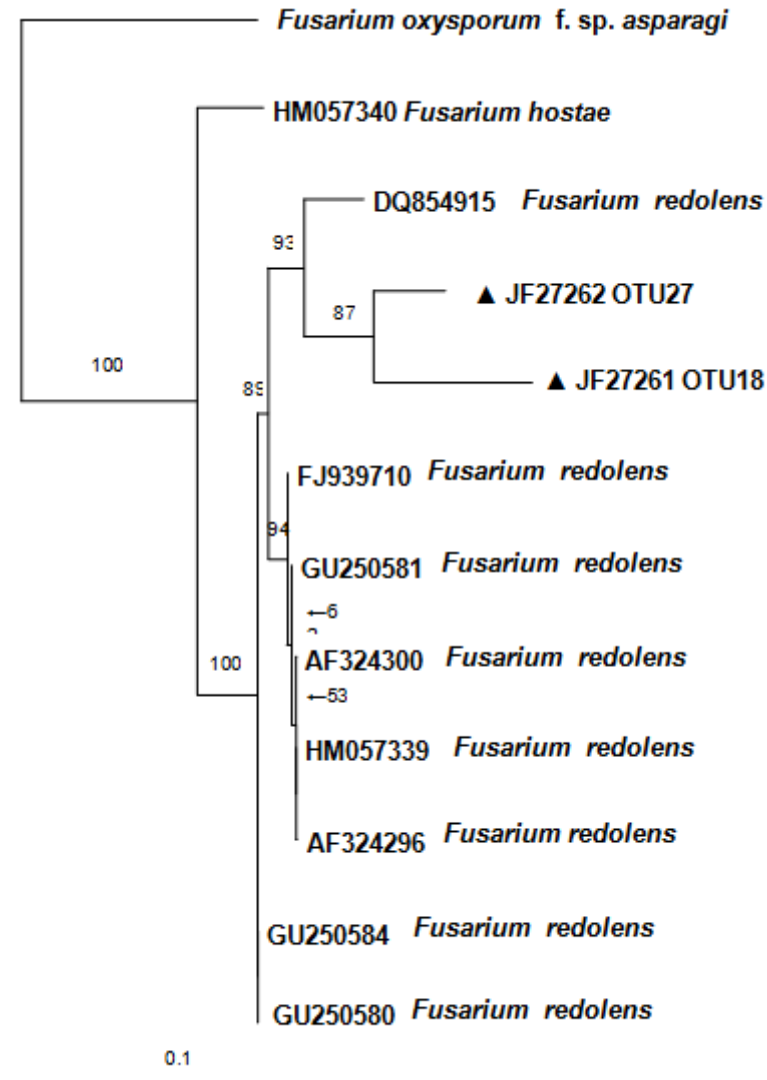 Fusarium oxysporum f. sp. asparagi
HM057340 Fusarium hostae
DQ854915 Fusarium redolens
93
▲ JF27262 OTU27
87
100
▲ JF27261 OTU18
89
FJ939710 Fusarium redolens
94
GU250581 Fusarium redolens
←6
100
AF324300 Fusarium redolens
←53
HM057339 Fusarium redolens
AF324296 Fusarium redolens
GU250584 Fusarium redolens
GU250580 Fusarium redolens
0.1